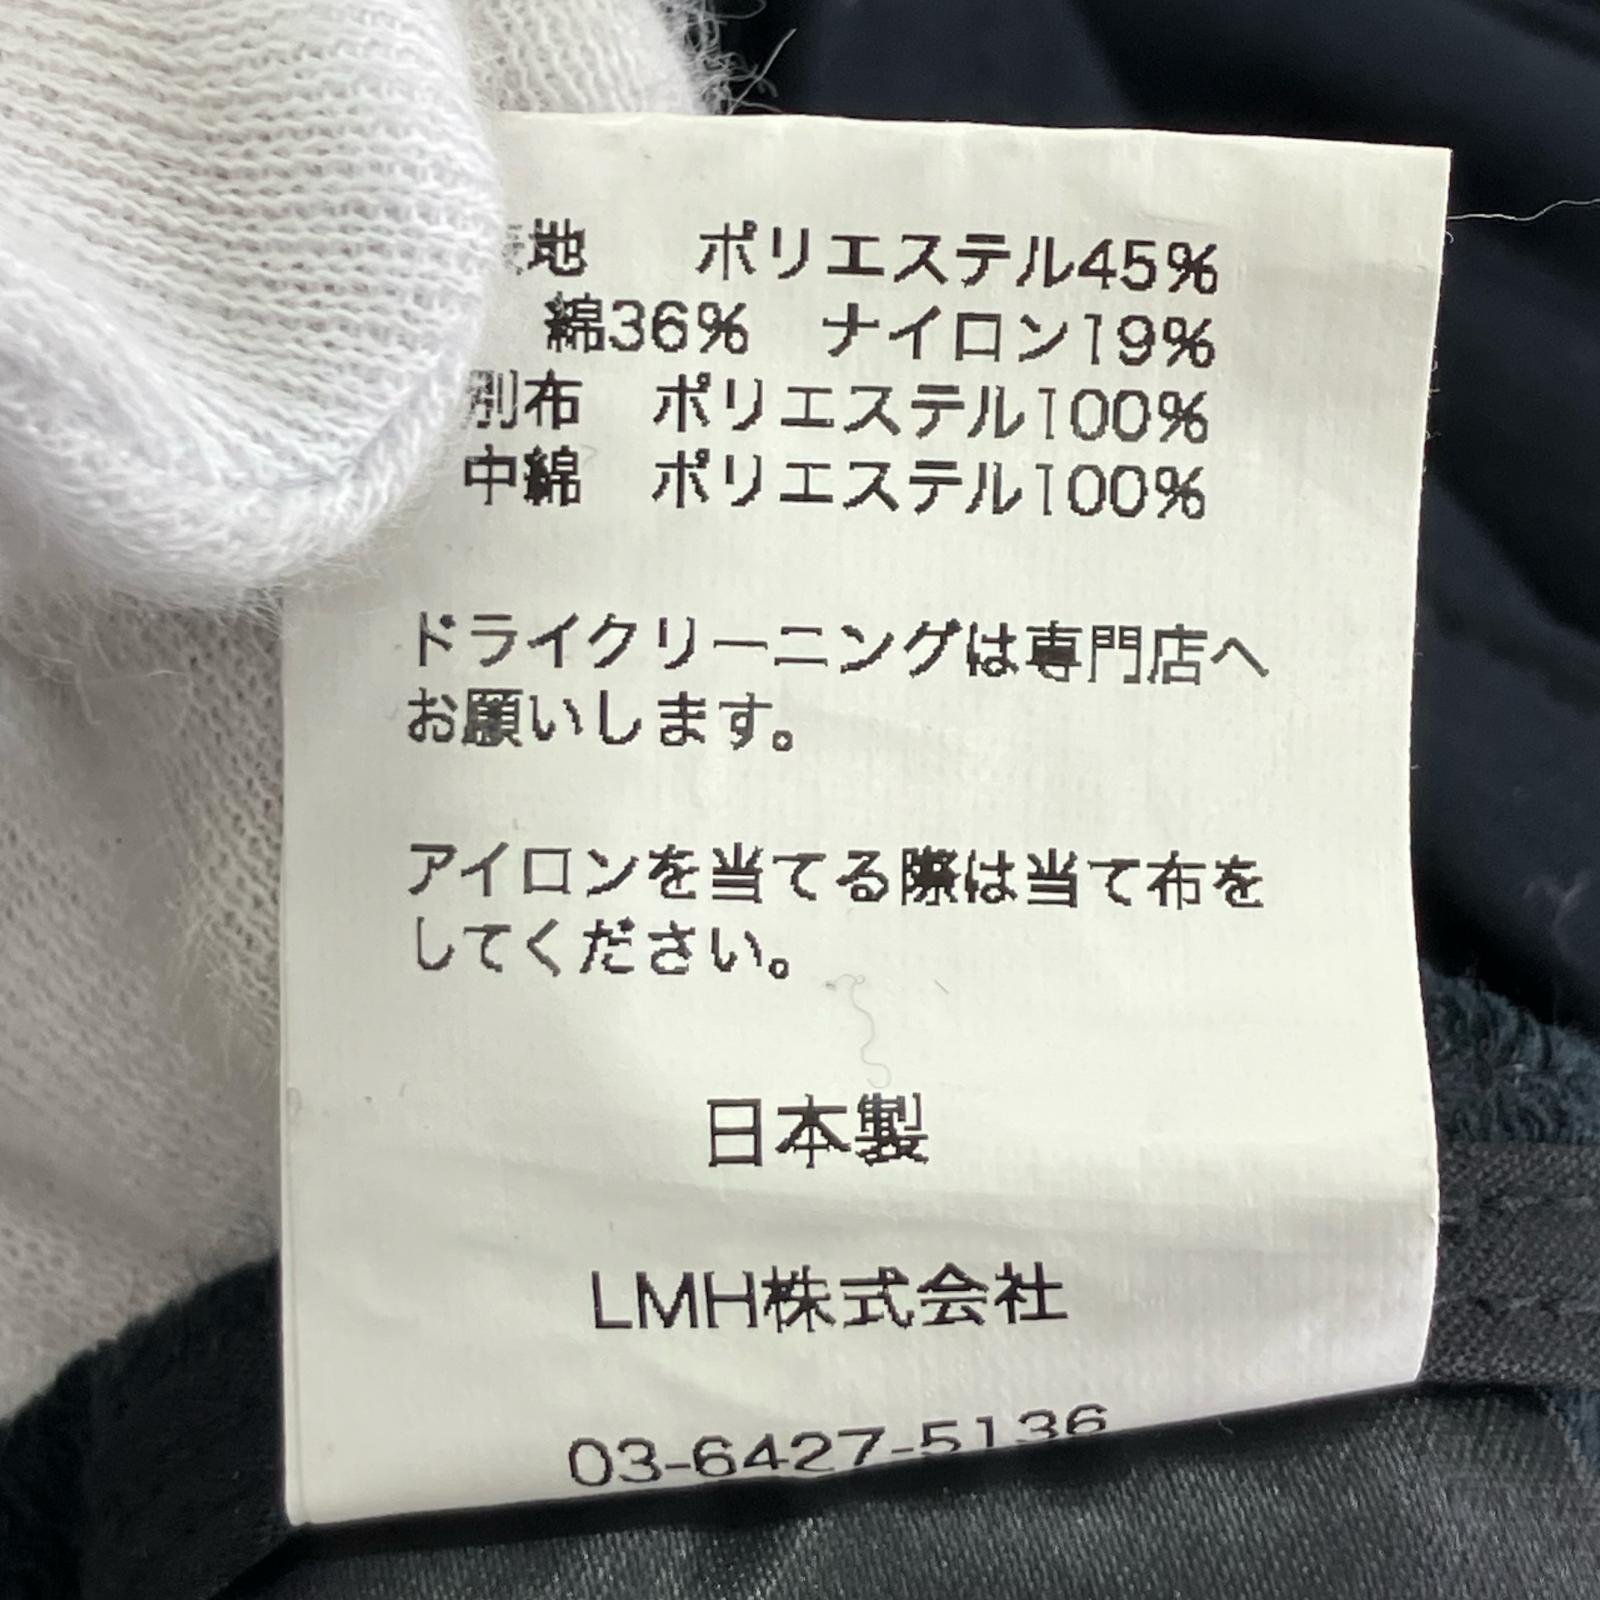 表地 ポリエステル45%
綿36% ナイロン19%
別布 ポリエステル100%
中綿 ポリエステル100%
ドライクリーニングは専門店へ
お願いします。
アイロンを当てる際は当て布を
してください。
日本製
LMH株式会社
03-6427-5136